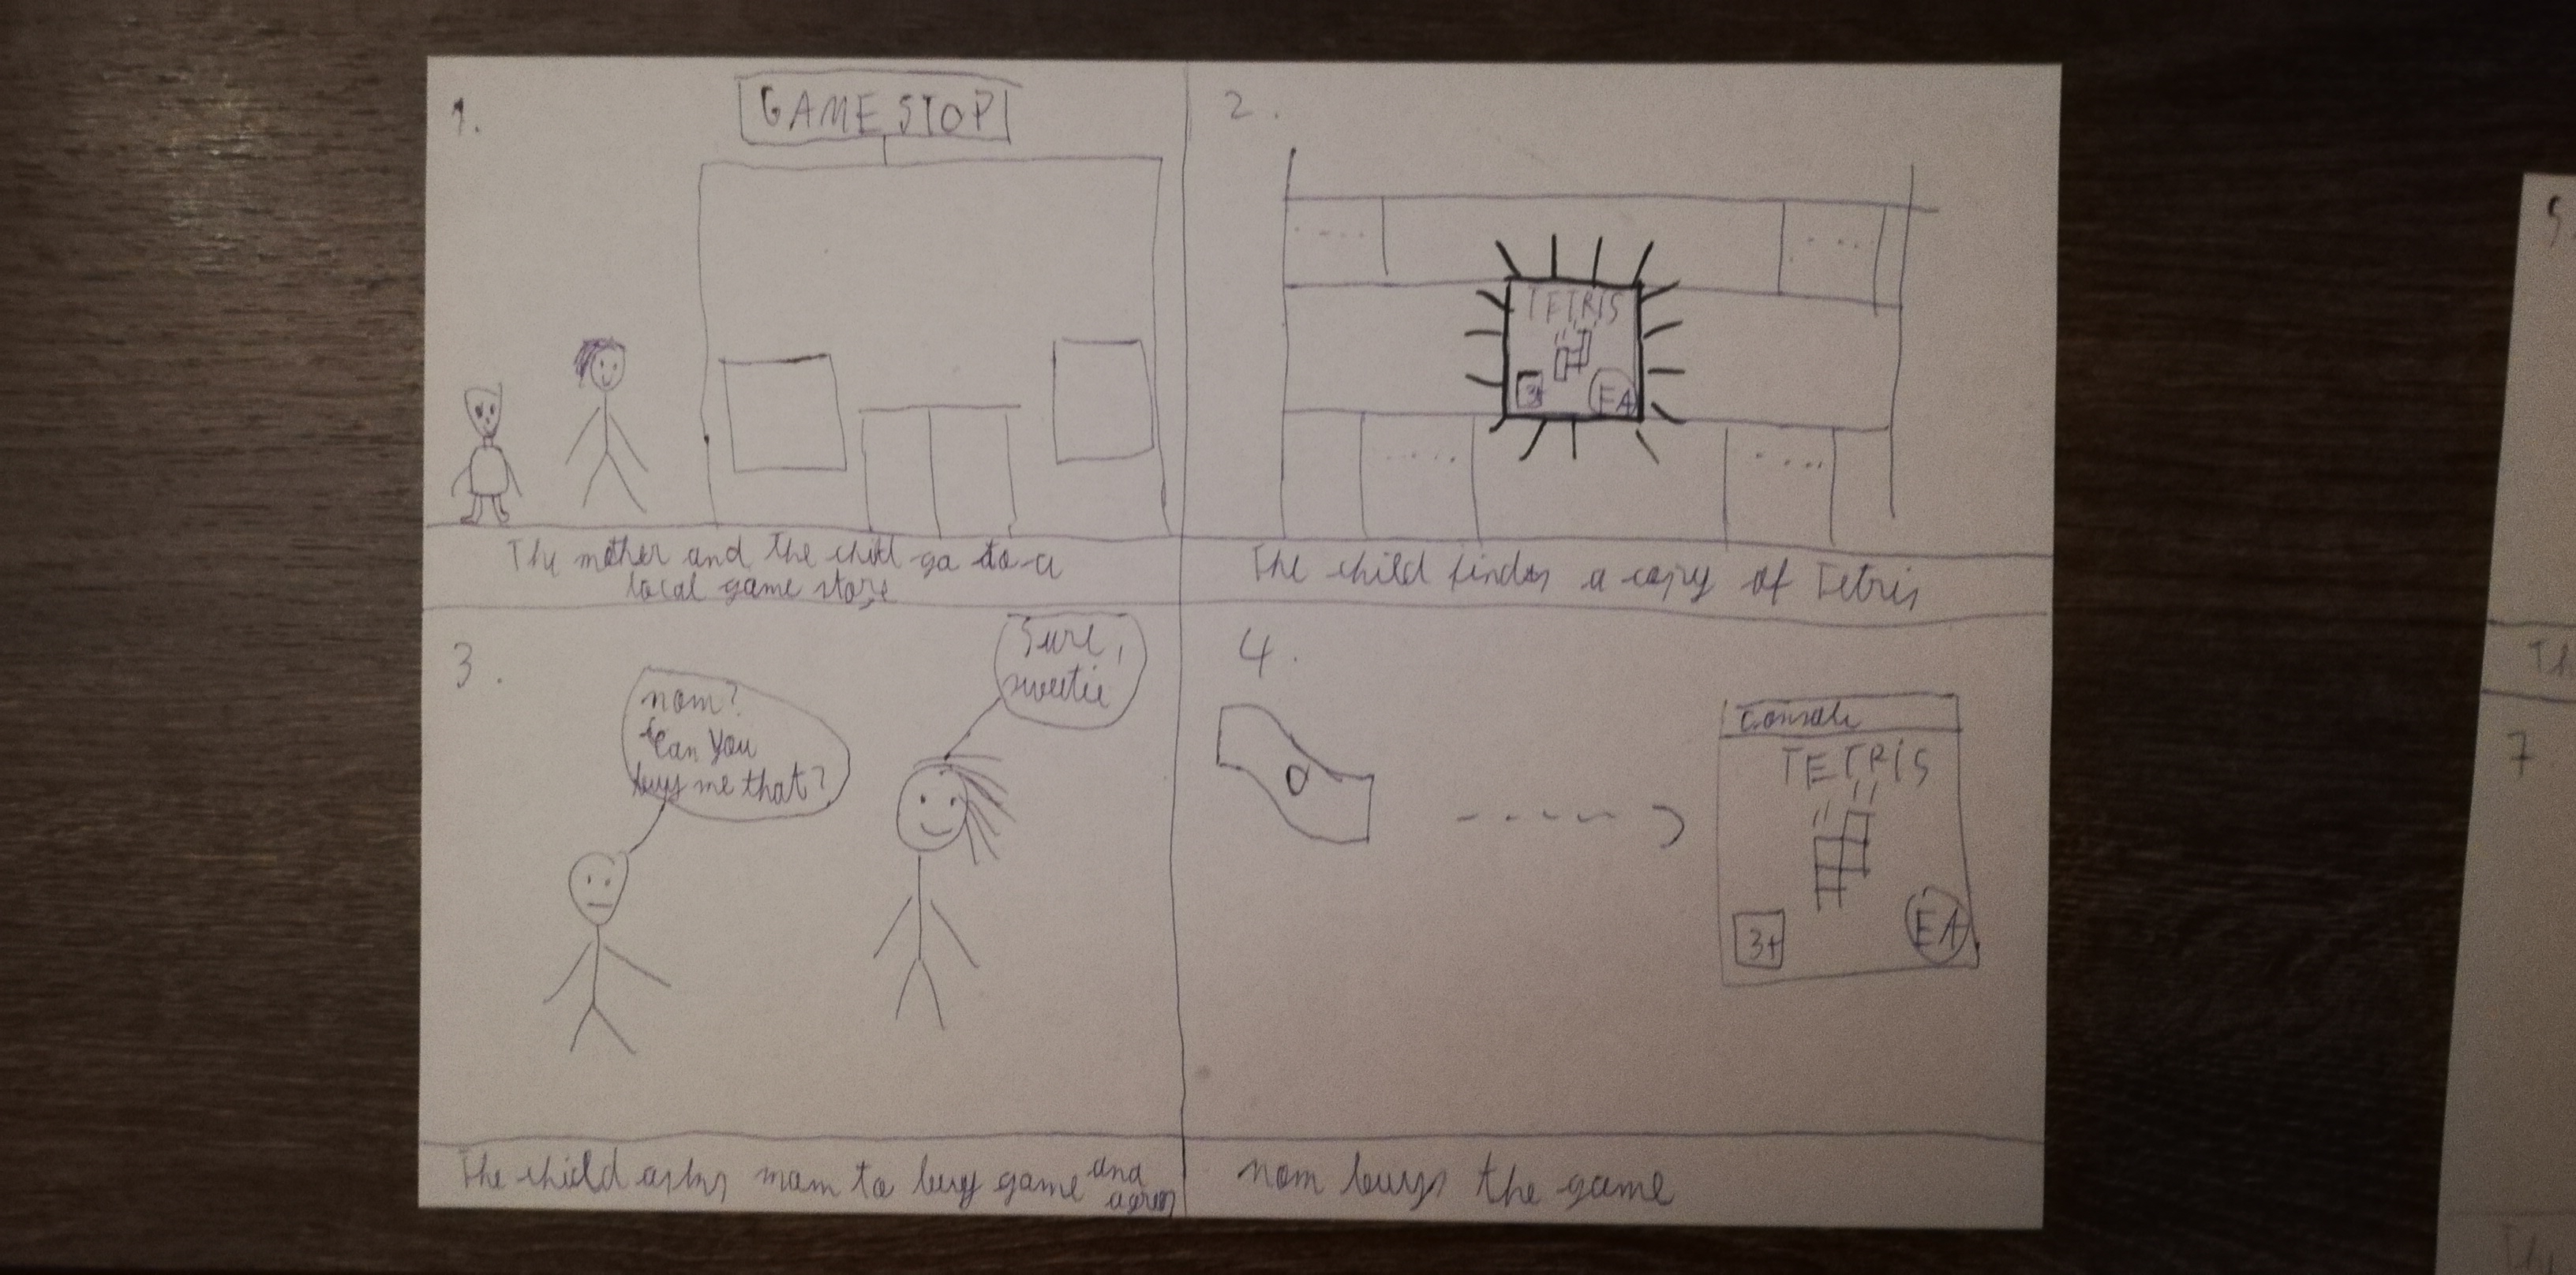 1.
GAME STOP
The mother and the child go to a
local game store
2.
TETRIS
3+
EA
The child finds a copy of Tetris
3.
mom?
Can you
buy me that?
Sure,
sweetie
The child asks mom to buy game and
agrees
4.
0
Console
TETRIS
3+
EA
mom buys the game
5.
Th
7
Th